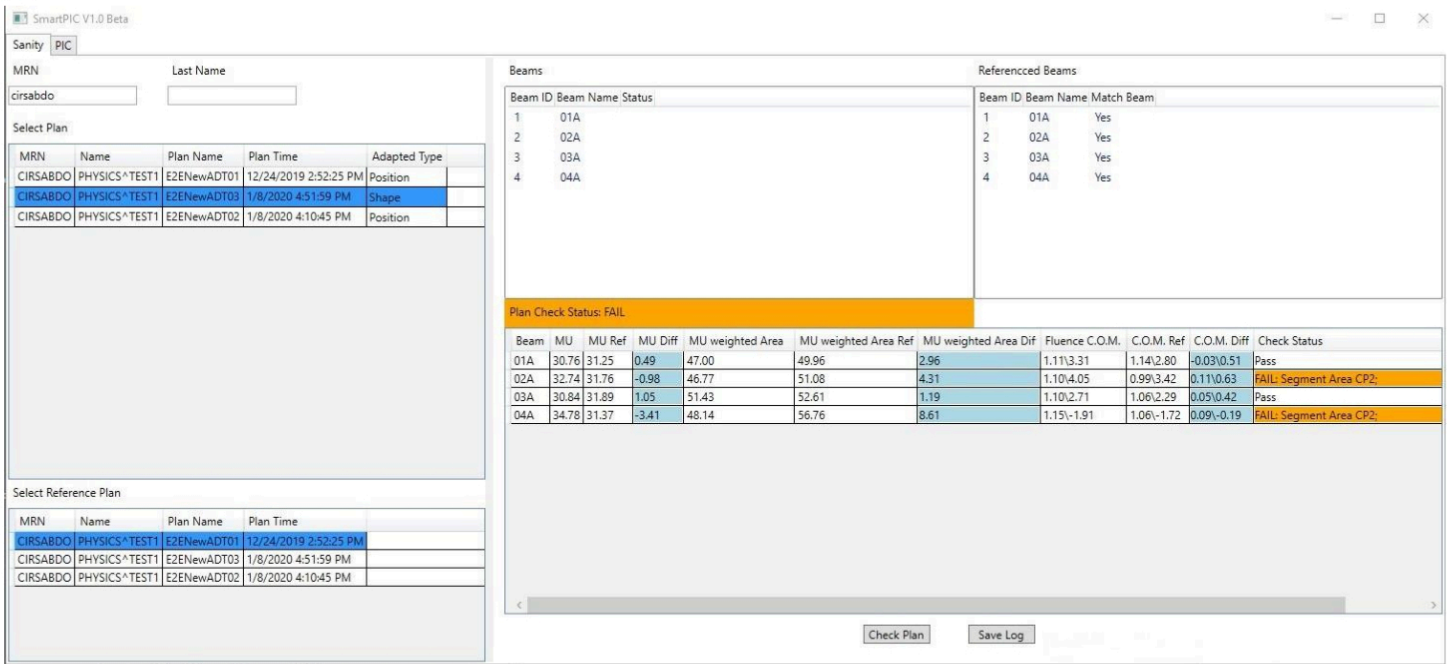 SmartPIC V1.0 Beta
Sanity PIC
MRN Last Name
cirsabdo
Select Plan
MRN Name Plan Name Plan Time Adapted Type
CIRSABDO PHYSICS^TEST1 E2ENewADT01 12/24/2019 2:52:25 PM Position
CIRSABDO PHYSICS^TEST1 E2ENewADT03 1/8/2020 4:51:59 PM Shape
CIRSABDO PHYSICS^TEST1 E2ENewADT02 1/8/2020 4:10:45 PM Position
Select Reference Plan
MRN Name Plan Name Plan Time
CIRSABDO PHYSICS^TEST1 E2ENewADT01 12/24/2019 2:52:25 PM
CIRSABDO PHYSICS^TEST1 E2ENewADT03 1/8/2020 4:51:59 PM
CIRSABDO PHYSICS^TEST1 E2ENewADT02 1/8/2020 4:10:45 PM
Beams
Beam ID Beam Name Status
1 01A
2 02A
3 03A
4 04A
Referencced Beams
Beam ID Beam Name Match Beam
1 01A Yes
2 02A Yes
3 03A Yes
4 04A Yes
Plan Check Status: FAIL
Beam MU MU Ref MU Diff MU weighted Area MU weighted Area Ref MU weighted Area Dif Fluence C.O.M. C.O.M. Ref C.O.M. Diff Check Status
01A 30.76 31.25 0.49 47.00 49.96 2.96 1.11\3.31 1.14\2.80 -0.03\0.51 Pass
02A 32.74 31.76 -0.98 46.77 51.08 4.31 1.10\4.05 0.99\3.42 0.11\0.63 FAIL: Segment Area CP2;
03A 30.84 31.89 1.05 51.43 52.61 1.19 1.10\2.71 1.06\2.29 0.05\0.42 Pass
04A 34.78 31.37 -3.41 48.14 56.76 8.61 1.15\-1.91 1.06\-1.72 0.09\-0.19 FAIL: Segment Area CP2;
Check Plan Save Log